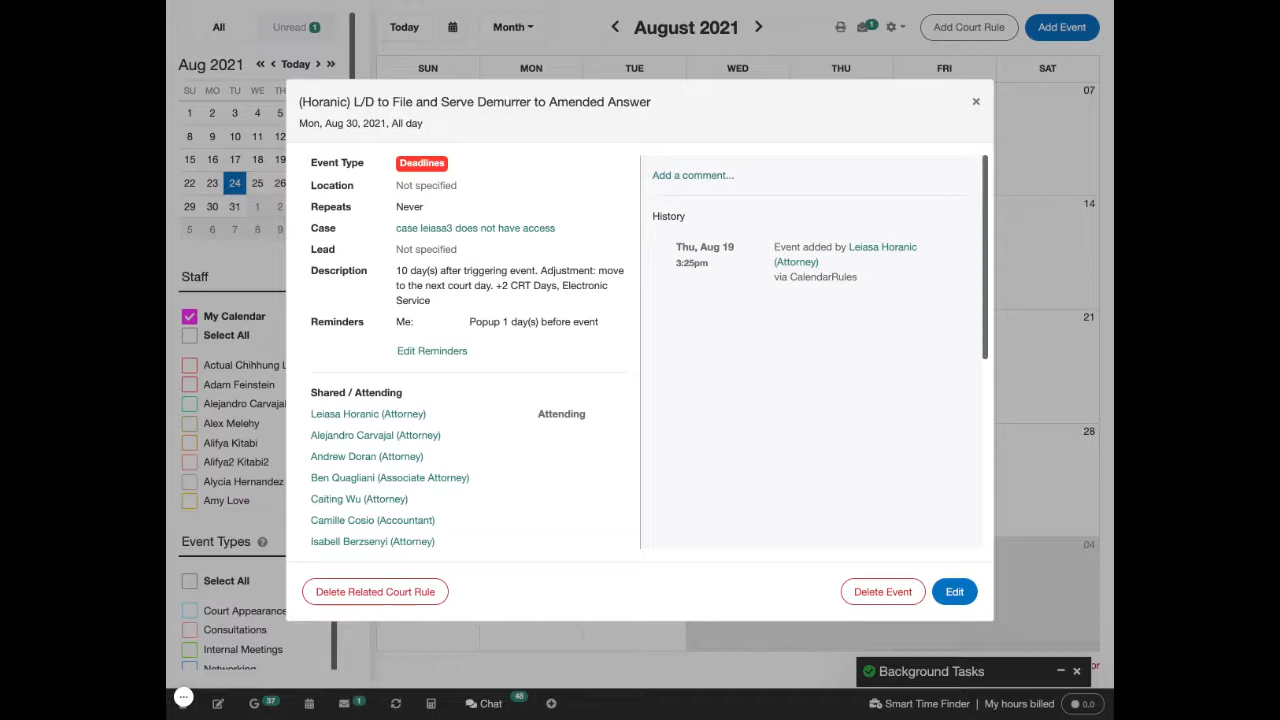 All Unread 1
Today Month August 2021 1 Add Court Rule Add Event
Aug 2021 « < Today > »
SU MO TU WE TH
1 2 3 4 5
8 9 10 11 12
15 16 17 18 19
22 23 24 25 26
29 30 31 1 2
5 6 7 8 9
SUN MON TUE WED THU FRI SAT
07
14
21
28
04
Staff
My Calendar
Select All
Actual Chihhung L
Adam Feinstein
Alejandro Carvajal
Alex Melehy
Alifya Kitabi
Alifya2 Kitabi2
Alycia Hernandez
Amy Love
Event Types ?
Select All
Court Appearance
Consultations
Internal Meetings
Networking
(Horanic) L/D to File and Serve Demurrer to Amended Answer ×
Mon, Aug 30, 2021, All day
Event Type Deadlines
Location Not specified
Repeats Never
Case case leiasa3 does not have access
Lead Not specified
Description 10 day(s) after triggering event. Adjustment: move
to the next court day. +2 CRT Days, Electronic
Service
Reminders Me: Popup 1 day(s) before event
Edit Reminders
Shared / Attending
Leiasa Horanic (Attorney) Attending
Alejandro Carvajal (Attorney)
Andrew Doran (Attorney)
Ben Quagliani (Associate Attorney)
Caiting Wu (Attorney)
Camille Cosio (Accountant)
Isabell Berzsenyi (Attorney)
Add a comment...
History
Thu, Aug 19 Event added by Leiasa Horanic
(Attorney)
3:25pm via CalendarRules
Delete Related Court Rule Delete Event Edit
Background Tasks − ×
or
G 37 1 Chat 48 Smart Time Finder My hours billed 0.0